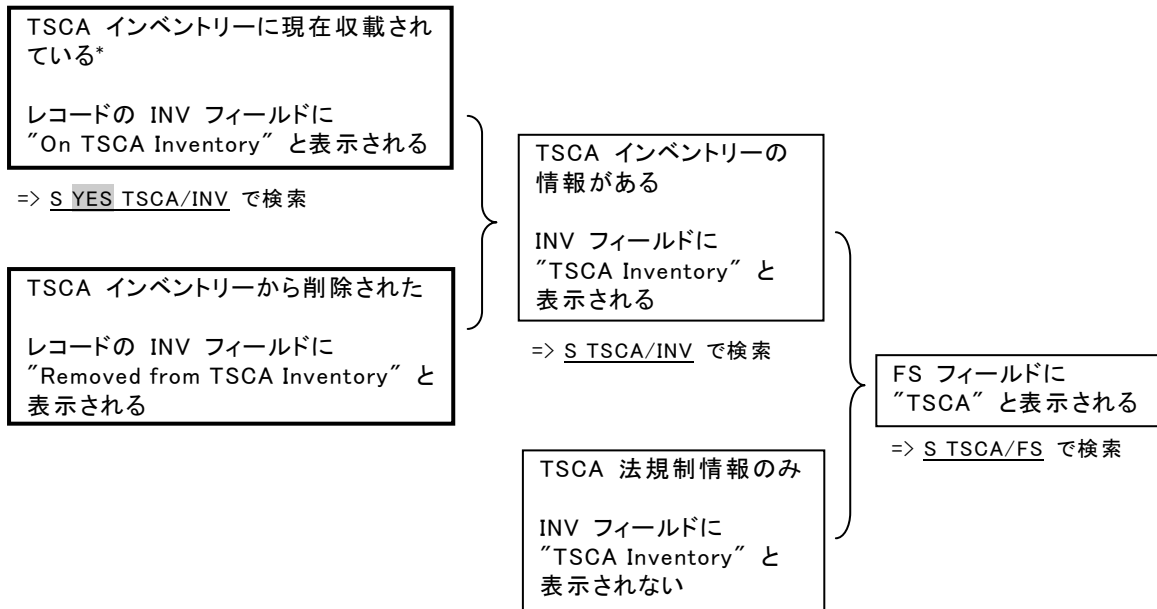 TSCA インベントリーに現在収載され
ている*
レコードの INV フィールドに
"On TSCA Inventory" と表示される
=> S YES TSCA/INV で検索
TSCA インベントリーから削除された
レコードの INV フィールドに
"Removed from TSCA Inventory" と
表示される
TSCA インベントリーの
情報がある
INV フィールドに
"TSCA Inventory" と
表示される
=> S TSCA/INV で検索
TSCA 法規制情報のみ
INV フィールドに
"TSCA Inventory" と
表示されない
FS フィールドに
"TSCA" と表示される
=> S TSCA/FS で検索